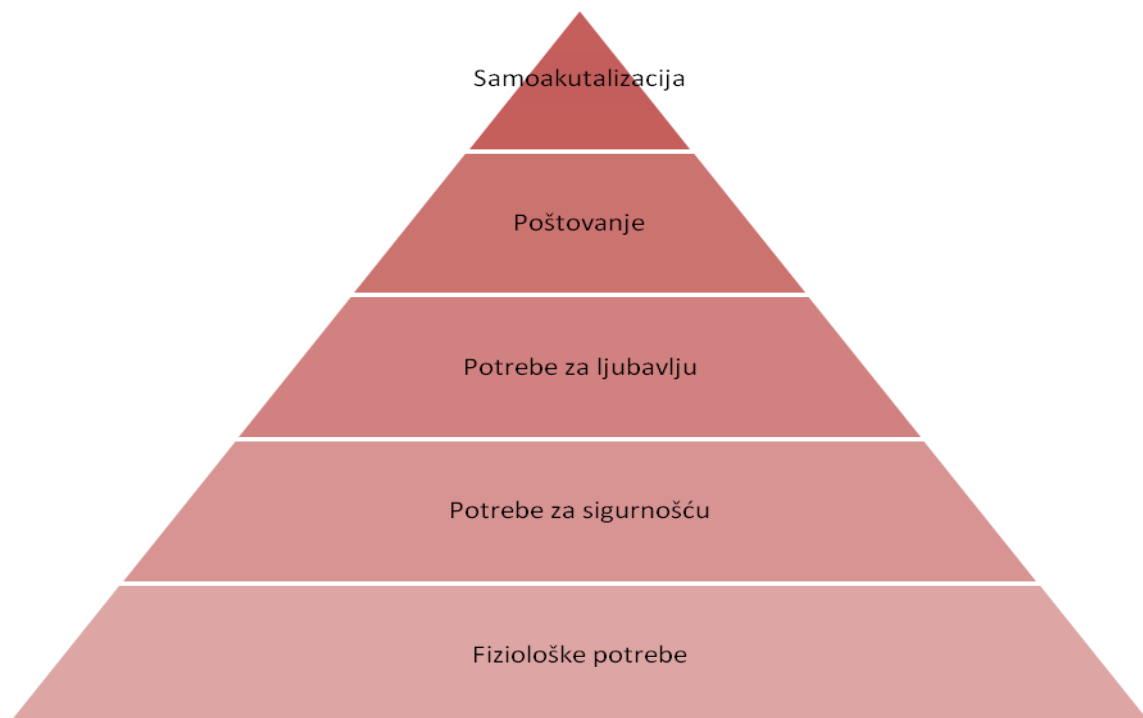 Samoakutalizacija
Poštovanje
Potrebe za ljubavlju
Potrebe za sigurnošću
Fiziološke potrebe